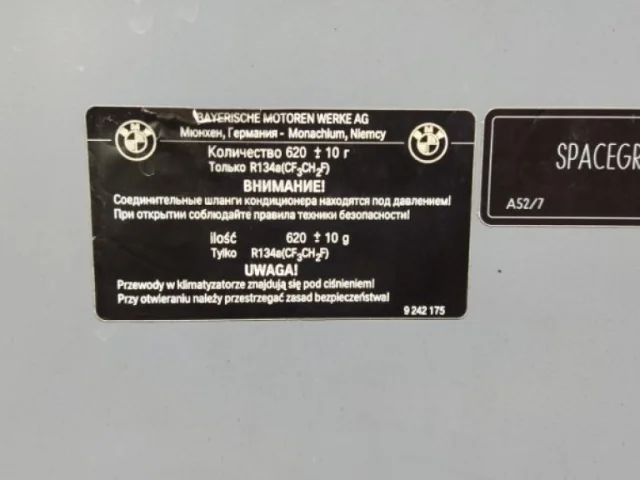 BAYERISCHE MOTOREN WERKE AG
Мюнхен, Германия - Monachium, Niemcy
Количество 620 ± 10 г
Только R134a(CF₃CH₂F)
ВНИМАНИЕ!
Соединительные шланги кондиционера находятся под давлением!
При открытии соблюдайте правила техники безопасности!
ilość 620 ± 10 g
Tylko R134a(CF₃CH₂F)
UWAGA!
Przewody w klimatyzatorze znajdują się pod ciśnieniem!
Przy otwieraniu należy przestrzegać zasad bezpieczeństwa!
9 242 175
SPACEGR
A52/7